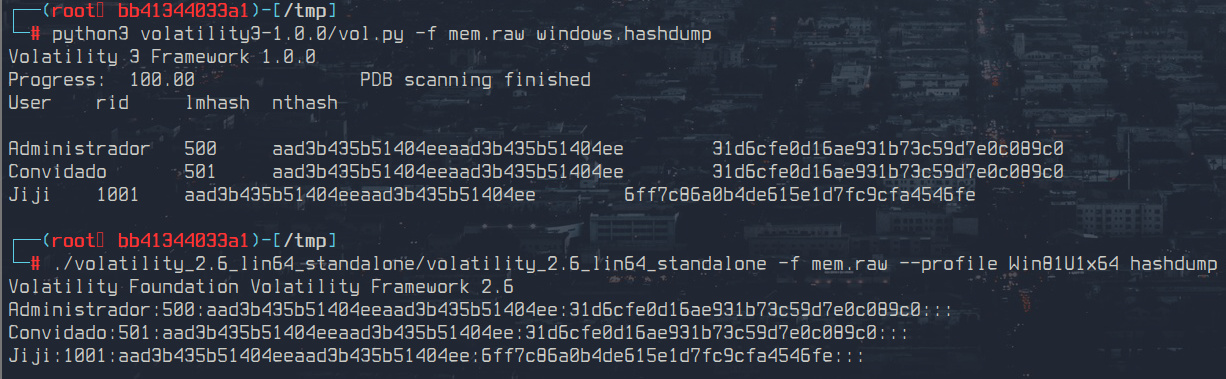 ┌──(root㉿ bb41344033a1)-[/tmp]
└─# python3 volatility3-1.0.0/vol.py -f mem.raw windows.hashdump
Volatility 3 Framework 1.0.0
Progress:  100.00               PDB scanning finished
User    rid     lmhash  nthash
Administrador   500     aad3b435b51404eeaad3b435b51404ee        31d6cfe0d16ae931b73c59d7e0c089c0
Convidado       501     aad3b435b51404eeaad3b435b51404ee        31d6cfe0d16ae931b73c59d7e0c089c0
Jiji    1001    aad3b435b51404eeaad3b435b51404ee        6ff7c86a0b4de615e1d7fc9cfa4546fe
┌──(root㉿ bb41344033a1)-[/tmp]
└─# ./volatility_2.6_lin64_standalone/volatility_2.6_lin64_standalone -f mem.raw --profile Win81U1x64 hashdump
Volatility Foundation Volatility Framework 2.6
Administrador:500:aad3b435b51404eeaad3b435b51404ee:31d6cfe0d16ae931b73c59d7e0c089c0:::
Convidado:501:aad3b435b51404eeaad3b435b51404ee:31d6cfe0d16ae931b73c59d7e0c089c0:::
Jiji:1001:aad3b435b51404eeaad3b435b51404ee:6ff7c86a0b4de615e1d7fc9cfa4546fe:::